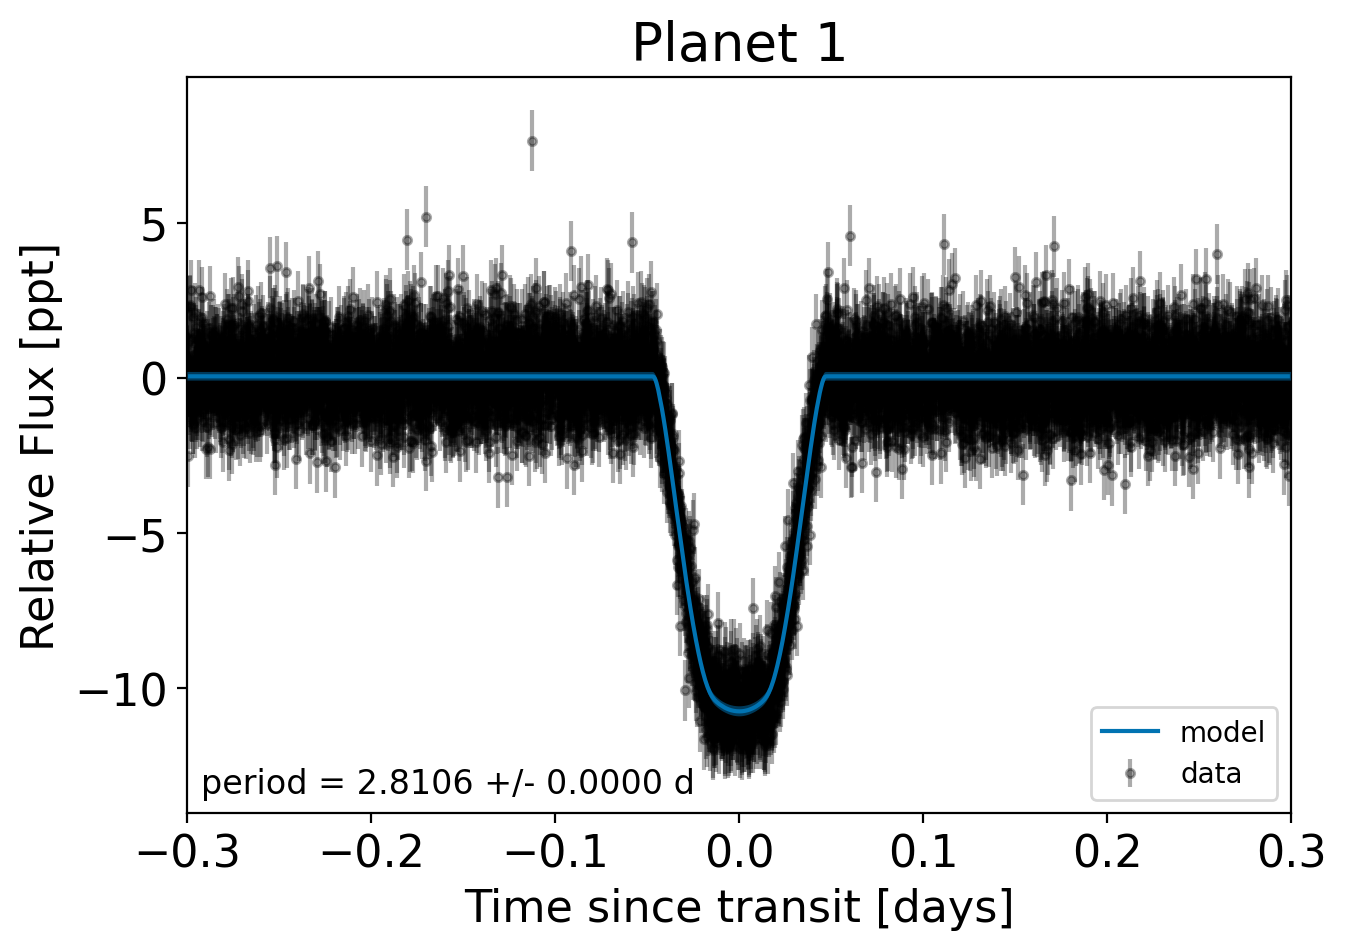 Planet 1
Relative Flux [ppt]
5
0
−5
−10
period = 2.8106 +/- 0.0000 d
model
data
−0.3 −0.2 −0.1 0.0 0.1 0.2 0.3
Time since transit [days]